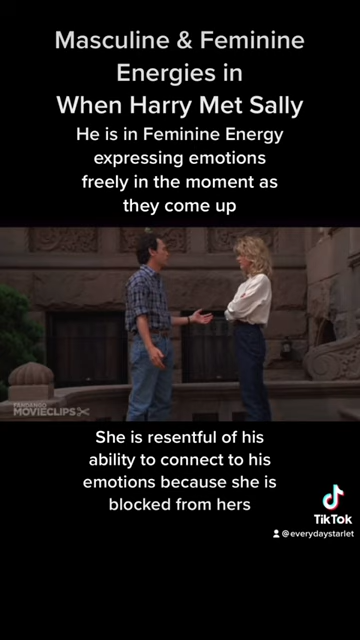 Masculine & Feminine
Energies in
When Harry Met Sally
He is in Feminine Energy
expressing emotions
freely in the moment as
they come up
FANDANGO
MOVIECLIPS
She is resentful of his
ability to connect to his
emotions because she is
blocked from hers
TikTok
@everydaystarlet